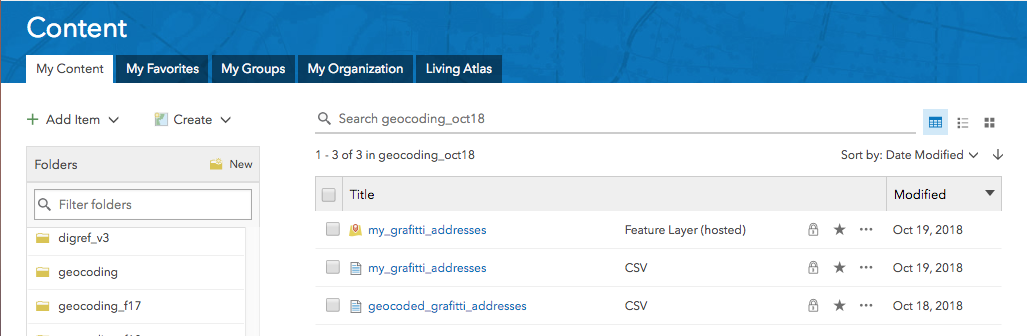 Content
My Content My Favorites My Groups My Organization Living Atlas
Add Item Create
Search geocoding_oct18
1 - 3 of 3 in geocoding_oct18 Sort by: Date Modified
Folders New
Filter folders
digref_v3
geocoding
geocoding_f17
Title Modified
my_grafitti_addresses Feature Layer (hosted) Oct 19, 2018
my_grafitti_addresses CSV Oct 19, 2018
geocoded_grafitti_addresses CSV Oct 18, 2018